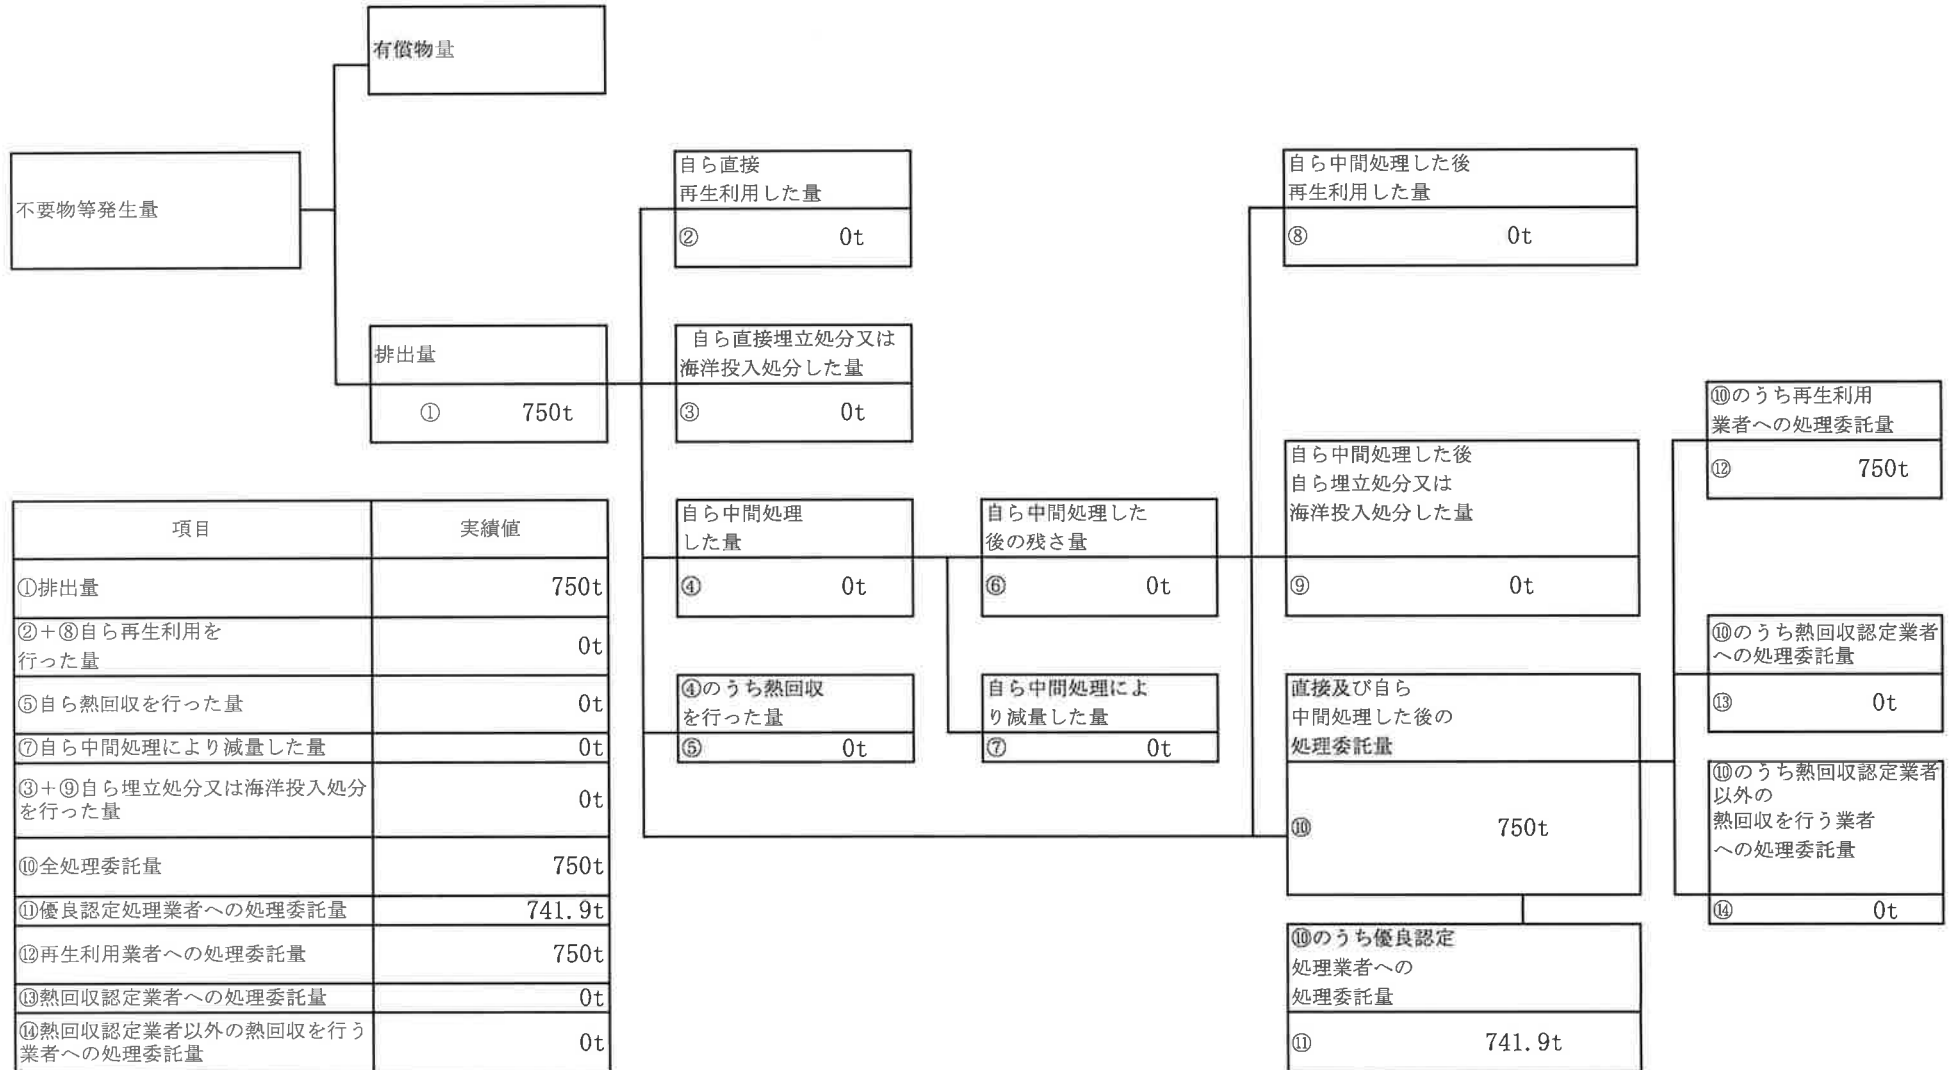 有償物量
不要物等発生量
排出量
① 750t
自ら直接
再生利用した量
② 0t
自ら直接埋立処分又は
海洋投入処分した量
③ 0t
自ら中間処理
した量
④ 0t
④のうち熱回収
を行った量
⑤ 0t
自ら中間処理した
後の残さ量
⑥ 0t
自ら中間処理によ
り減量した量
⑦ 0t
自ら中間処理した後
再生利用した量
⑧ 0t
自ら中間処理した後
自ら埋立処分又は
海洋投入処分した量
⑨ 0t
直接及び自ら
中間処理した後の
処理委託量
⑩ 750t
⑩のうち優良認定
処理業者への
処理委託量
⑪ 741.9t
⑩のうち再生利用
業者への処理委託量
⑫ 750t
⑩のうち熱回収認定業者
への処理委託量
⑬ 0t
⑩のうち熱回収認定業者
以外の
熱回収を行う業者
への処理委託量
⑭ 0t
項目 実績値
①排出量 750t
②+⑧自ら再生利用を
行った量 0t
⑤自ら熱回収を行った量 0t
⑦自ら中間処理により減量した量 0t
③+⑨自ら埋立処分又は海洋投入処分
を行った量 0t
⑩全処理委託量 750t
⑪優良認定処理業者への処理委託量 741.9t
⑫再生利用業者への処理委託量 750t
⑬熱回収認定業者への処理委託量 0t
⑭熱回収認定業者以外の熱回収を行う
業者への処理委託量 0t